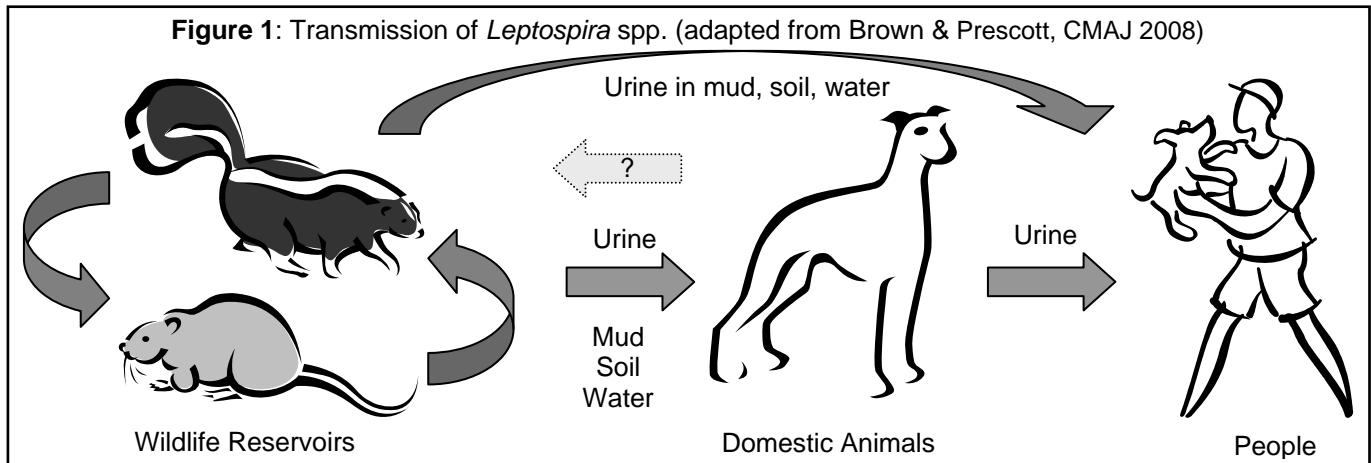 Figure 1: Transmission of Leptospira spp. (adapted from Brown & Prescott, CMAJ 2008)
Urine in mud, soil, water
?
Urine
Urine
Mud
Soil
Water
Wildlife Reservoirs
Domestic Animals
People